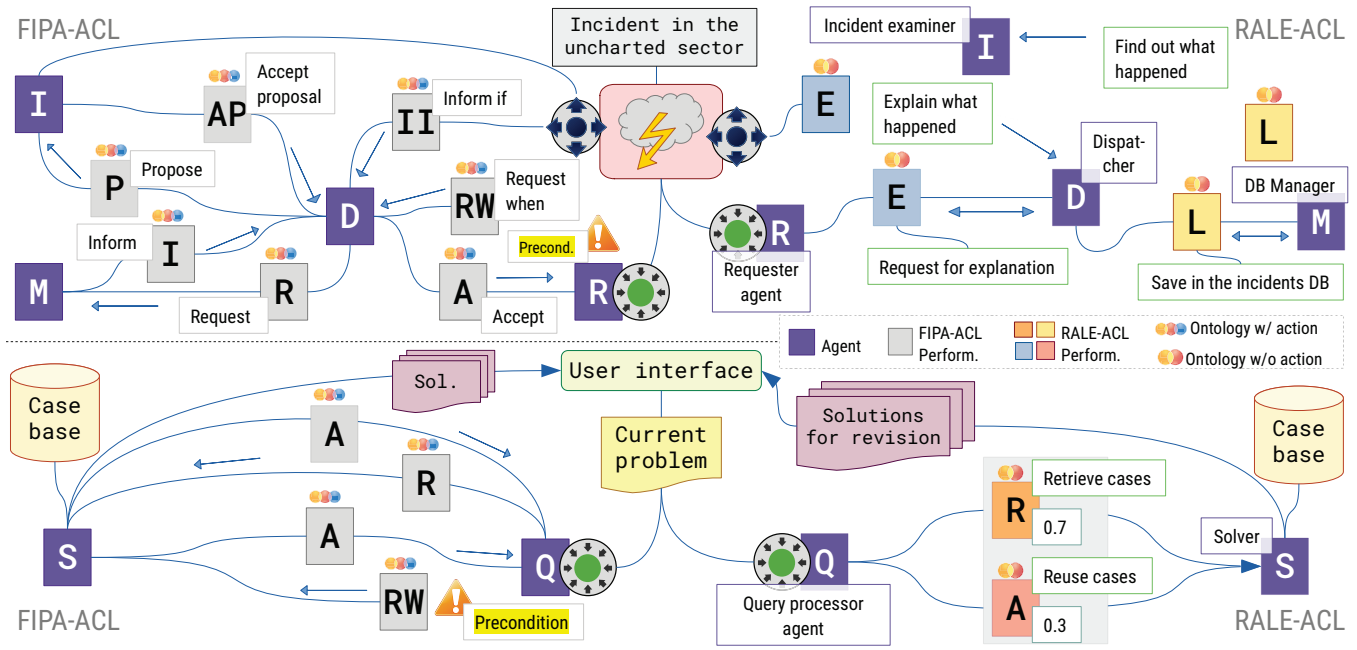 FIPA-ACL
Incident in the
uncharted sector
RALE-ACL
Incident examiner
I
Find out what
happened
I
AP
Accept
proposal
II
Inform if
E
Explain what
happened
L
P
Propose
D
RW
Request
when
E
D
Dispat-
cher
L
DB Manager
M
Inform
I
Precond.
R
Requester
agent
Request for explanation
Save in the incidents DB
M
R
Request
A
Accept
R
Agent
FIPA-ACL
Perform.
RALE-ACL
Perform.
Ontology w/ action
Ontology w/o action
Case
base
Sol.
User interface
Solutions
for revision
Case
base
A
R
Current
problem
Retrieve cases
R
0.7
A
S
Q
Q
Solver
S
RW
Precondition
Query processor
agent
Reuse cases
A
0.3
FIPA-ACL
RALE-ACL